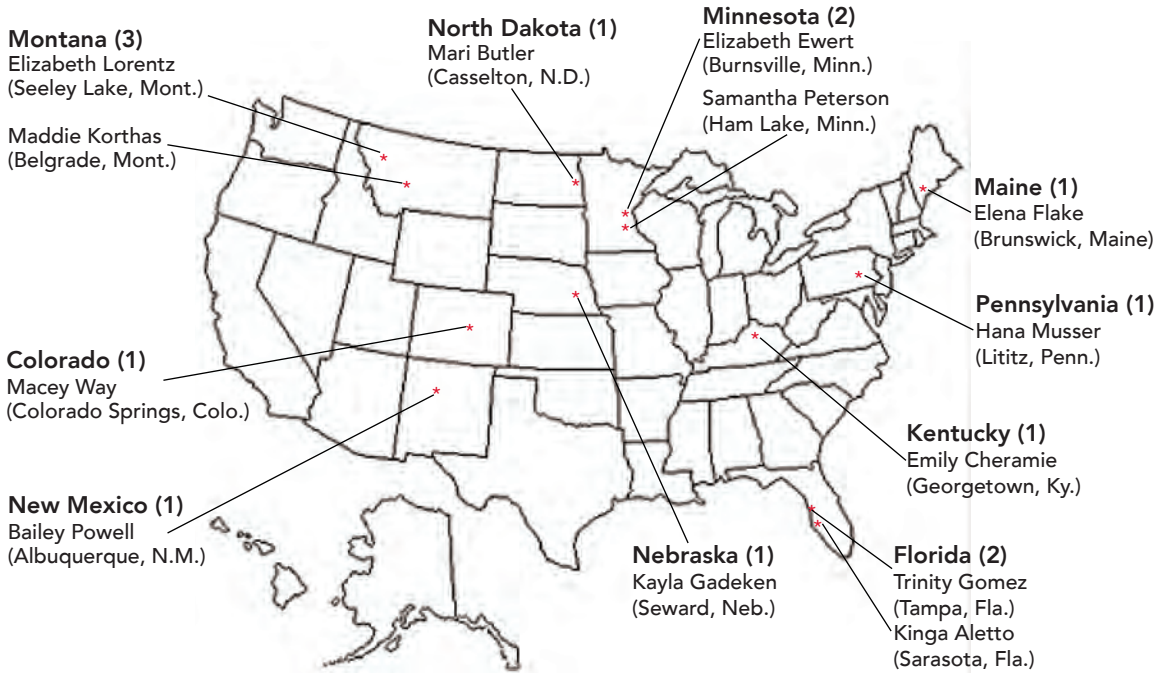 Montana (3)
Elizabeth Lorentz
(Seeley Lake, Mont.)
Maddie Korthas
(Belgrade, Mont.)
North Dakota (1)
Mari Butler
(Casselton, N.D.)
Minnesota (2)
Elizabeth Ewert
(Burnsville, Minn.)
Samantha Peterson
(Ham Lake, Minn.)
Maine (1)
Elena Flake
(Brunswick, Maine)
Pennsylvania (1)
Hana Musser
(Lititz, Penn.)
Colorado (1)
Macey Way
(Colorado Springs, Colo.)
Kentucky (1)
Emily Cheramie
(Georgetown, Ky.)
New Mexico (1)
Bailey Powell
(Albuquerque, N.M.)
Nebraska (1)
Kayla Gadeken
(Seward, Neb.)
Florida (2)
Trinity Gomez
(Tampa, Fla.)
Kinga Aletto
(Sarasota, Fla.)